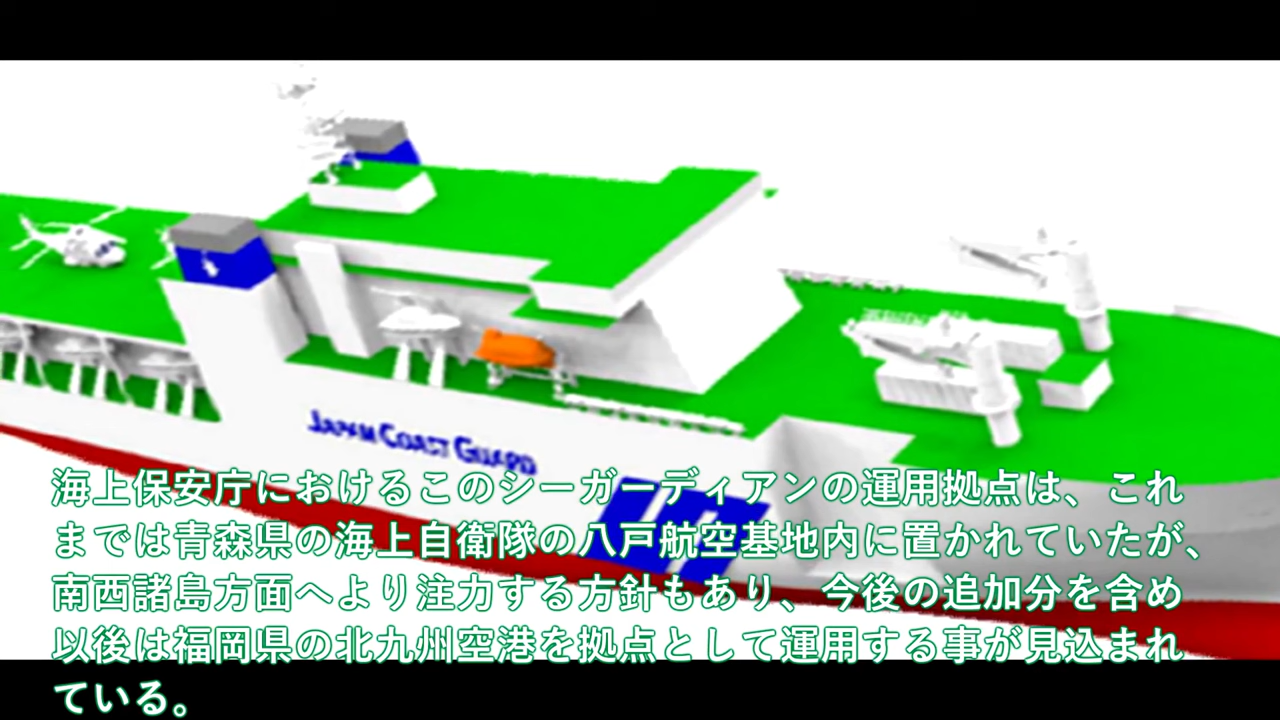 JAPAN COAST GUARD
海上保安庁におけるこのシーガーディアンの運用拠点は、これ
までは青森県の海上自衛隊の八戸航空基地内に置かれていたが、
南西諸島方面へより注力する方針もあり、今後の追加分を含め
以後は福岡県の北九州空港を拠点として運用する事が見込まれ
ている。